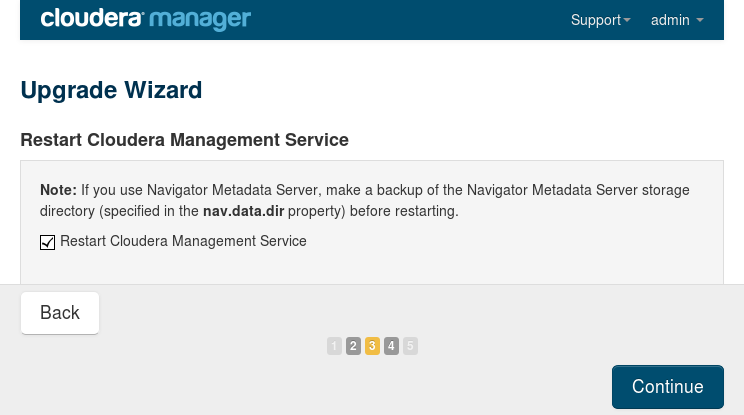 cloudera manager
Support admin
Upgrade Wizard
Restart Cloudera Management Service
Note: If you use Navigator Metadata Server, make a backup of the Navigator Metadata Server storage
directory (specified in the nav.data.dir property) before restarting.
Restart Cloudera Management Service
Back
1 2 3 4 5
Continue